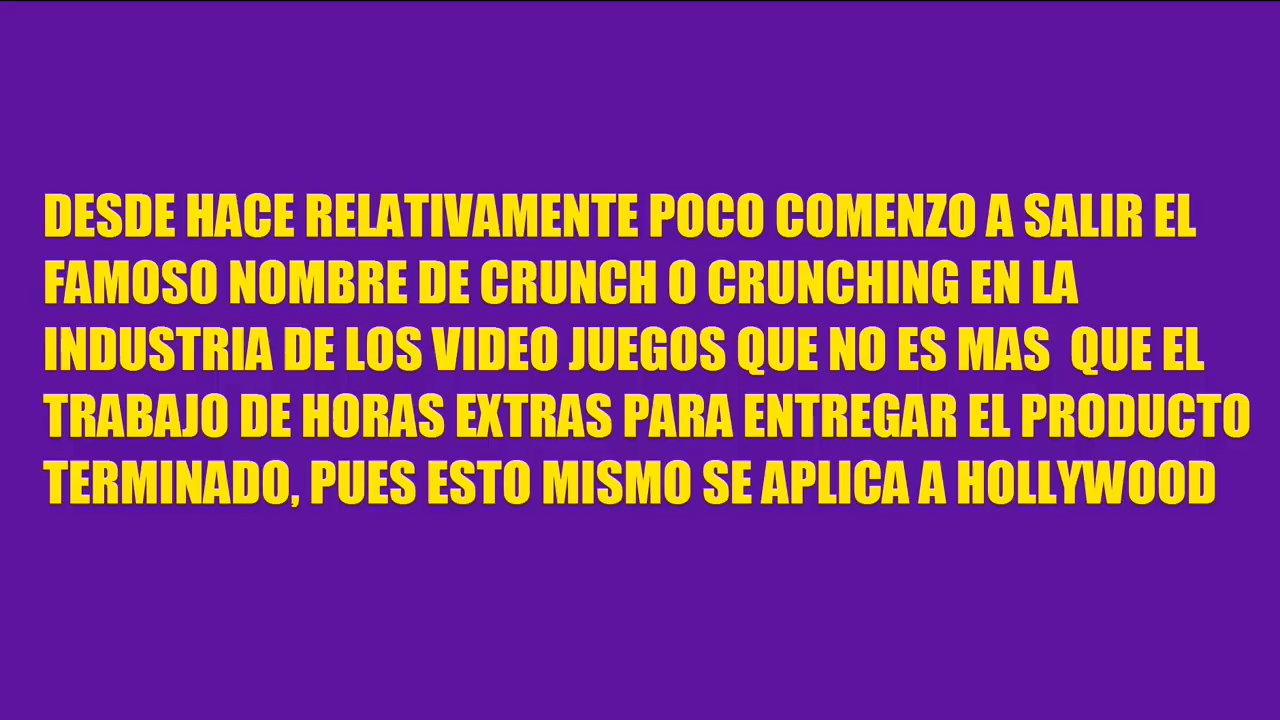 DESDE HACE RELATIVAMENTE POCO COMENZO A SALIR EL
FAMOSO NOMBRE DE CRUNCH O CRUNCHING EN LA
INDUSTRIA DE LOS VIDEO JUEGOS QUE NO ES MAS  QUE EL
TRABAJO DE HORAS EXTRAS PARA ENTREGAR EL PRODUCTO
TERMINADO, PUES ESTO MISMO SE APLICA A HOLLYWOOD